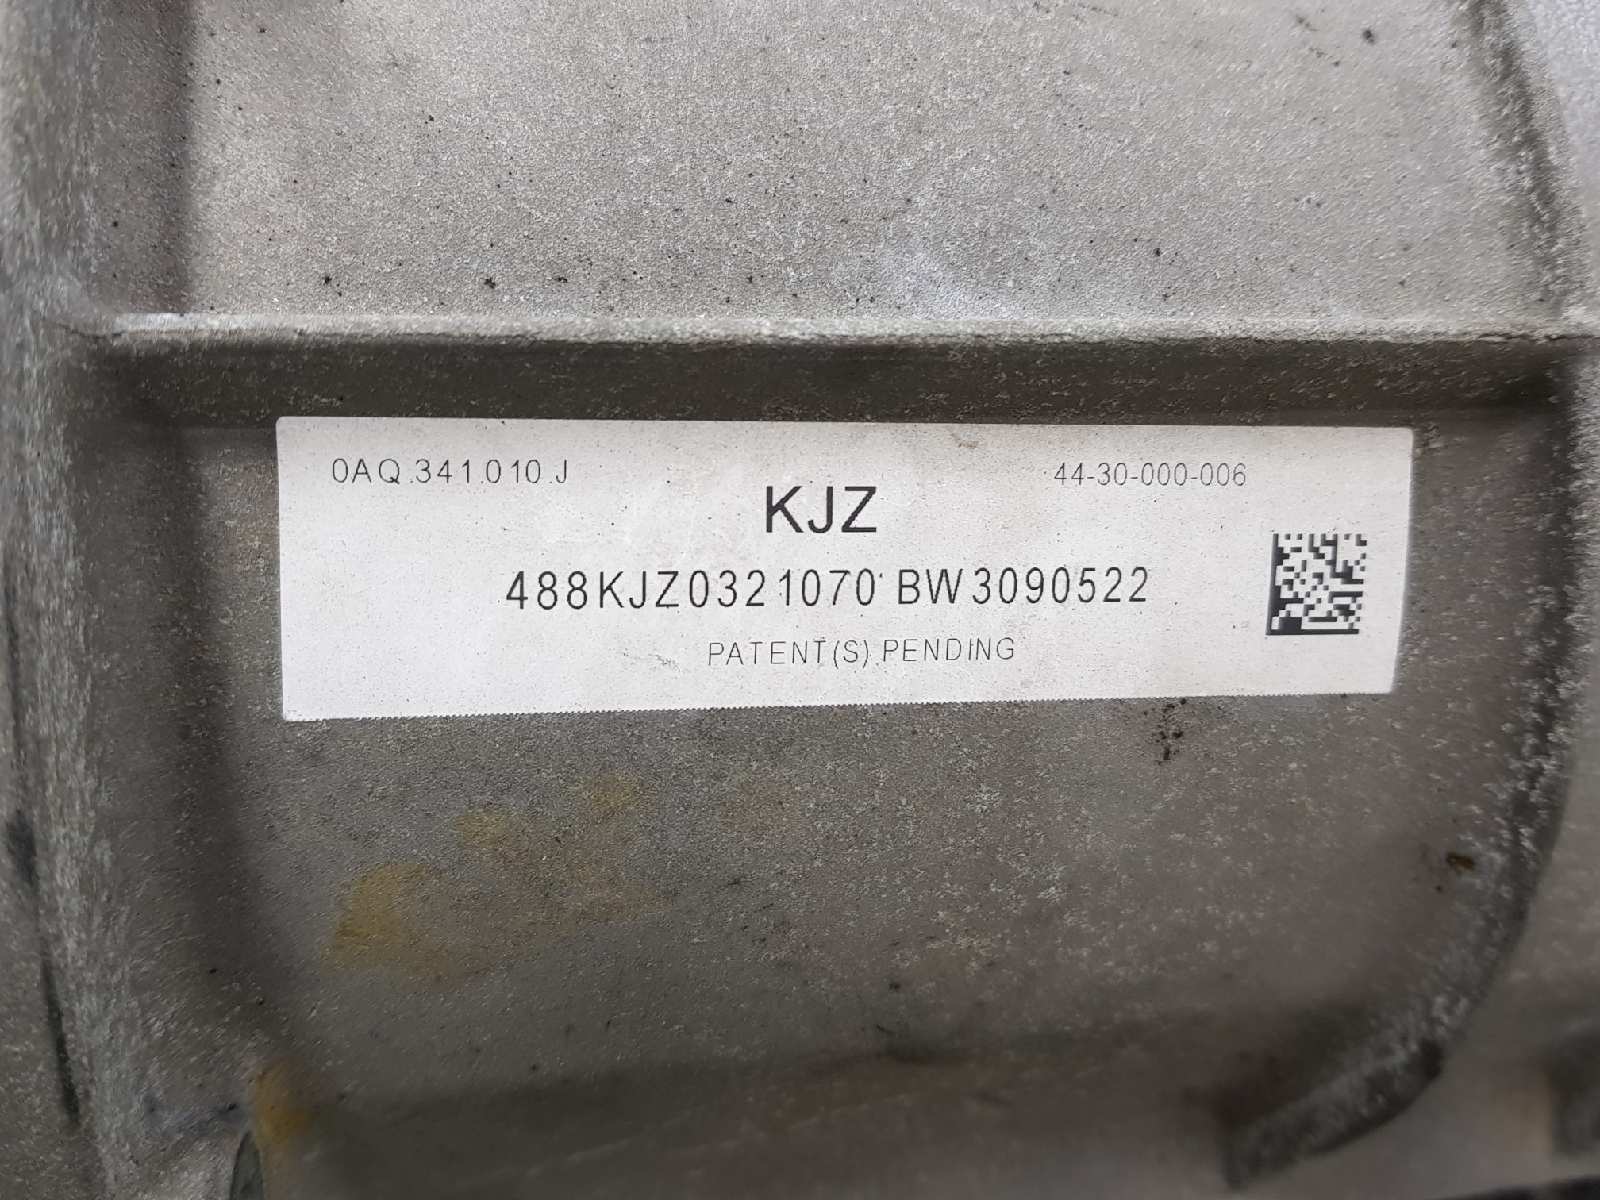 0AQ.341.010.J
44-30-000-006
KJZ
488KJZ0321070 BW3090522
PATENT(S) PENDING